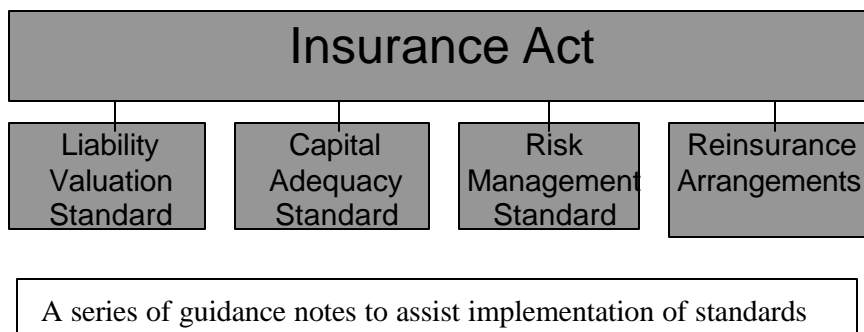 Insurance Act
Liability
Valuation
Standard
Capital
Adequacy
Standard
Risk
Management
Standard
Reinsurance
Arrangements
A series of guidance notes to assist implementation of standards